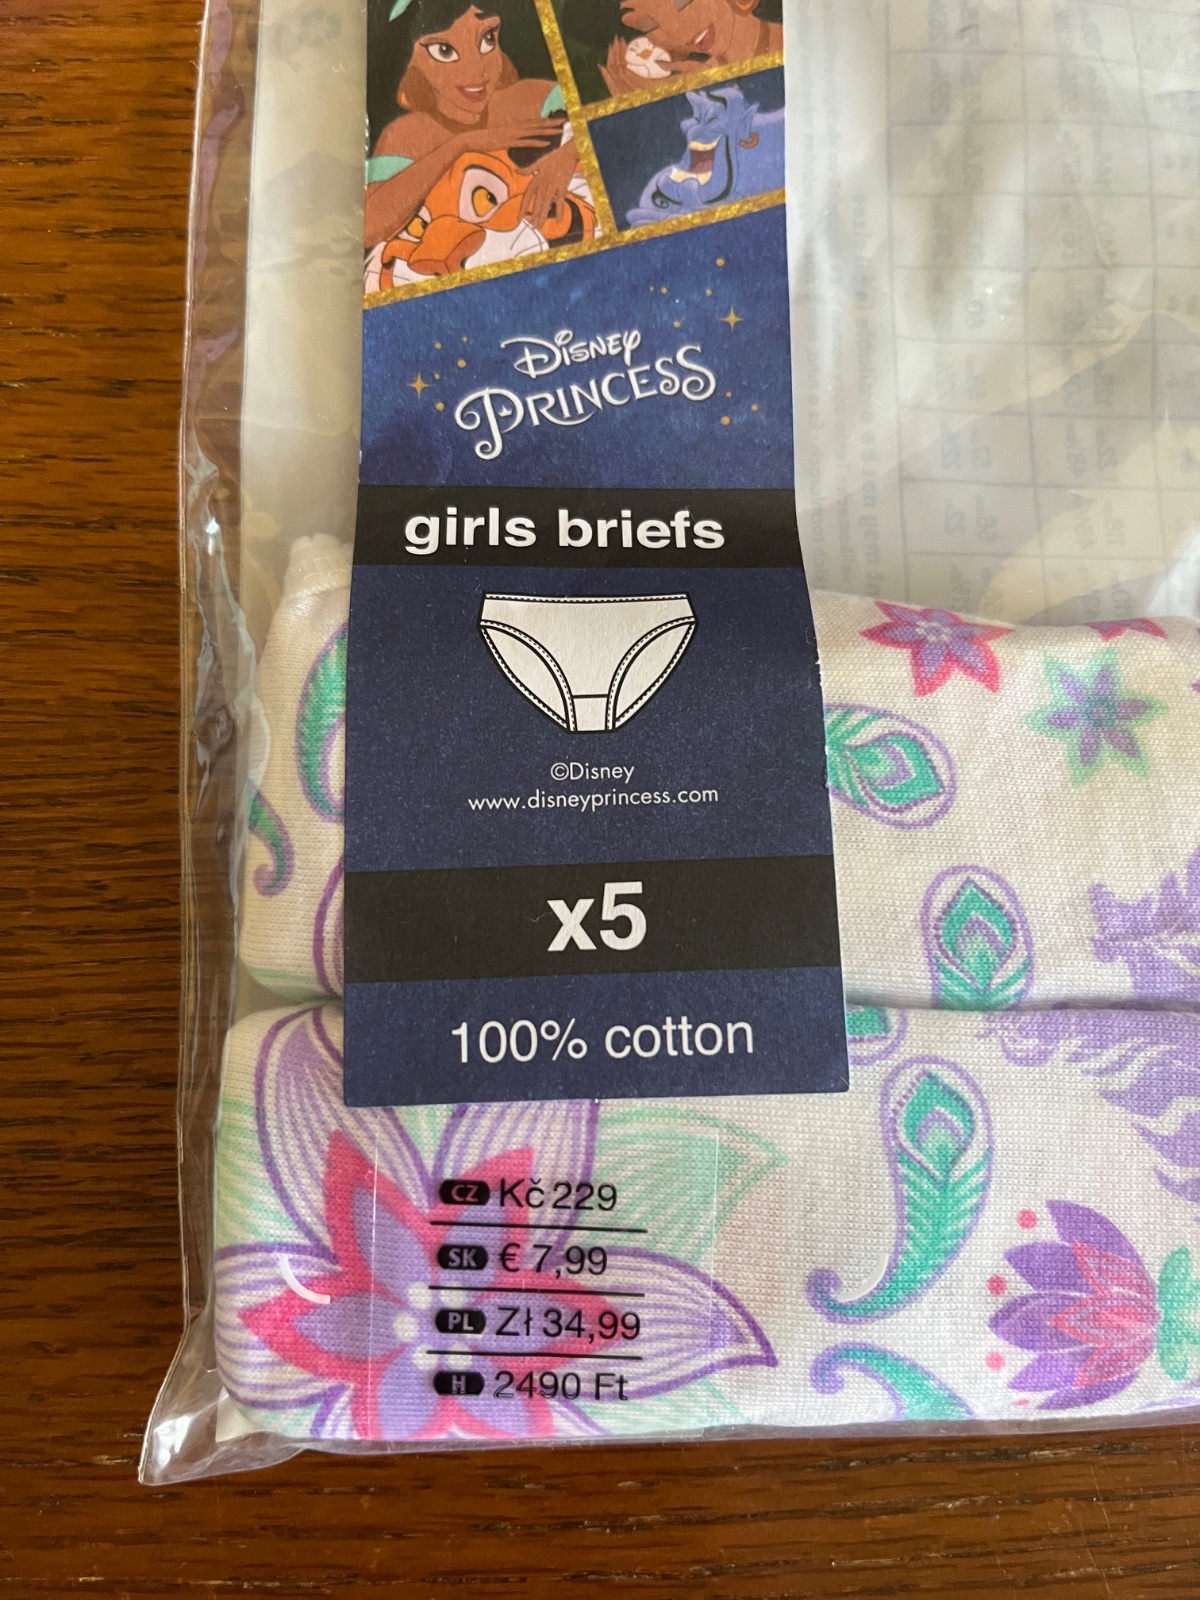 Disney
PRINCESS
girls briefs
©Disney
www.disneyprincess.com
x5
100% cotton
CZ Kč 229
SK € 7,99
PL Zł 34,99
H 2490 Ft